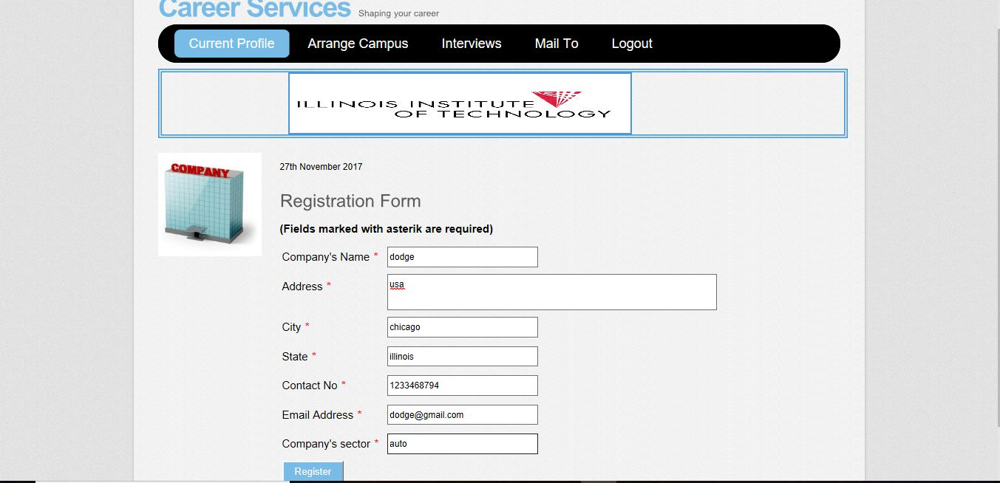 Career Services Shaping your career
Current Profile Arrange Campus Interviews Mail To Logout
ILLINOIS INSTITUTE
OF TECHNOLOGY
COMPANY
27th November 2017
Registration Form
(Fields marked with asterik are required)
Company's Name * dodge
Address * usa
City * chicago
State * illinois
Contact No * 1233468794
Email Address * dodge@gmail.com
Company's sector * auto
Register